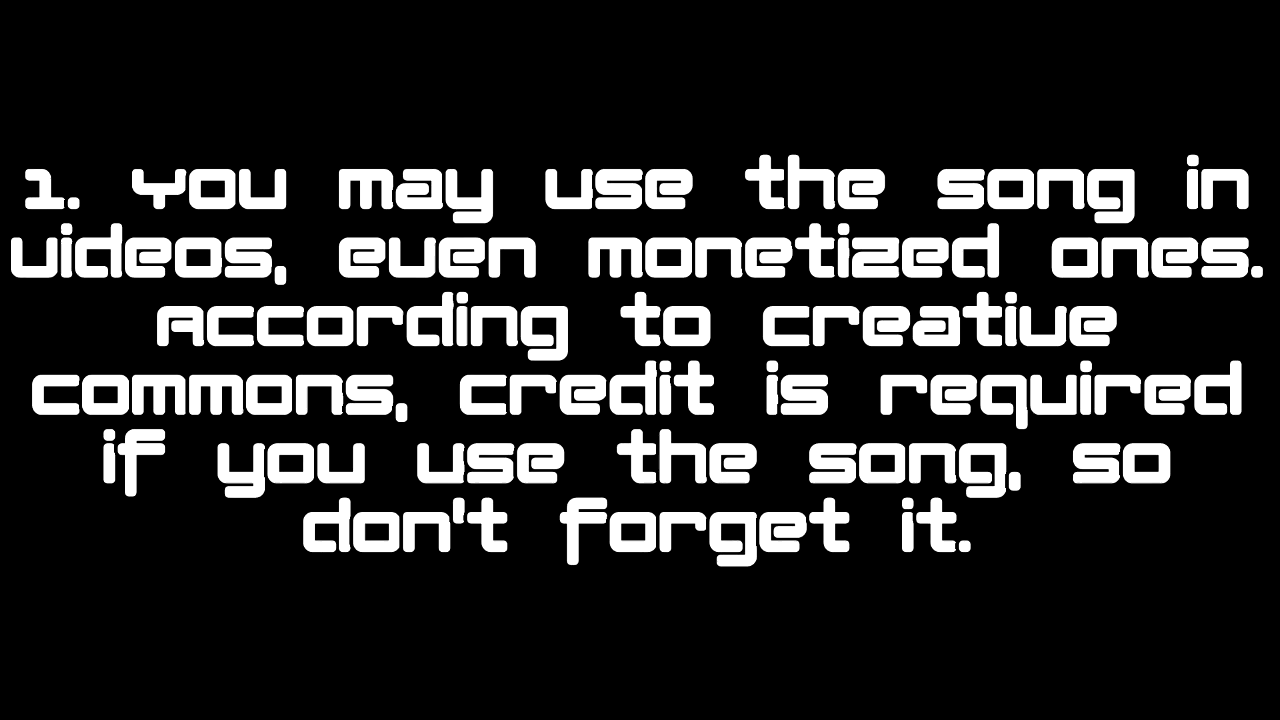 1. You may use the song in
videos, even monetized ones.
According to creative
commons, credit is required
if you use the song, so
don't forget it.